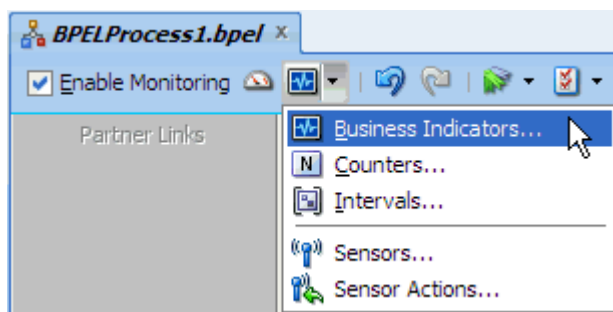 BPELProcess1.bpel
Enable Monitoring
Partner Links
Business Indicators...
N Counters...
Intervals...
Sensors...
Sensor Actions...